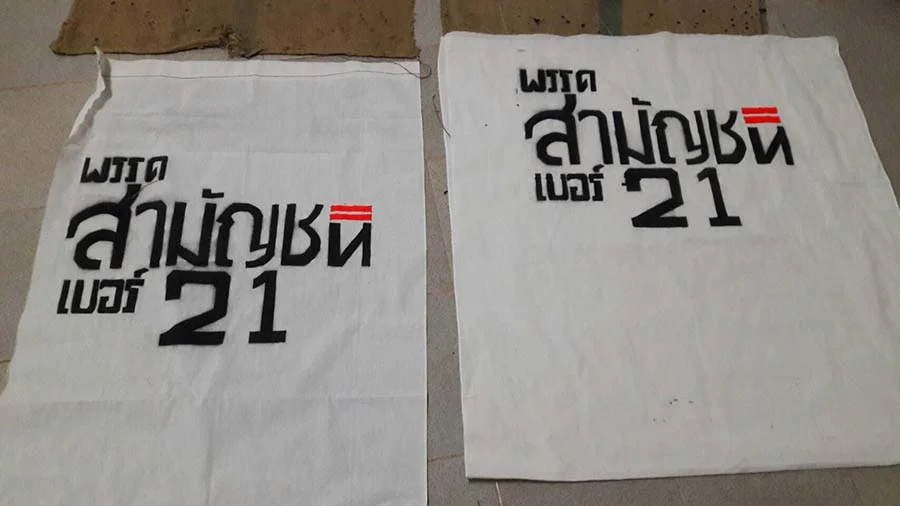 พรรค
สามัญชน
เบอร์ 21
พรรค
สามัญชน
เบอร์ 21